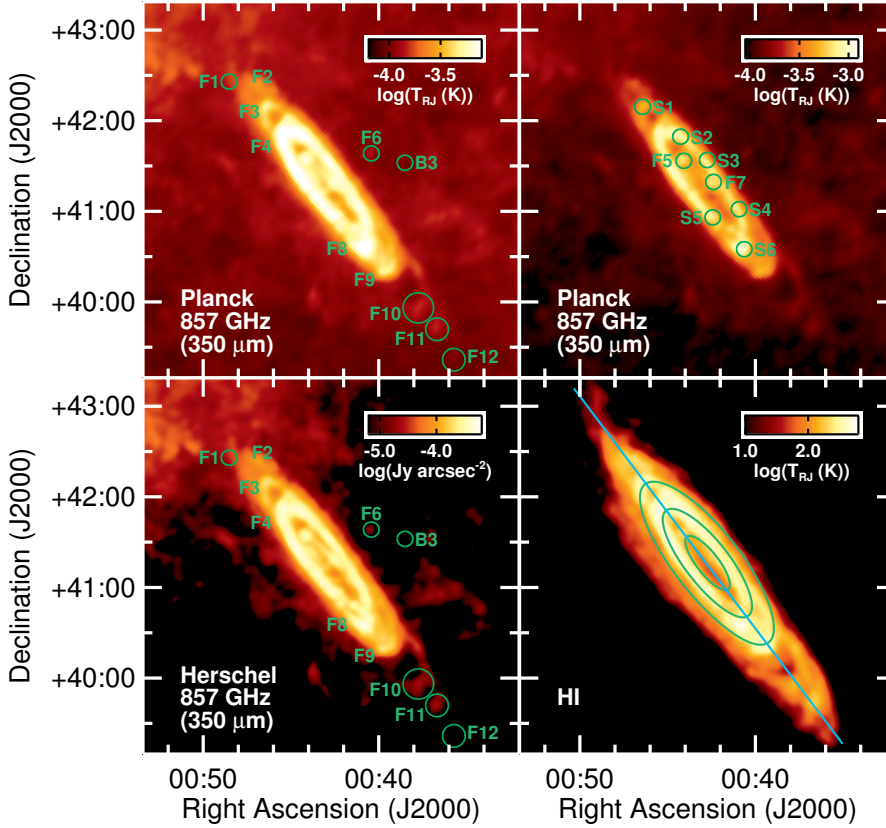 +43:00
-4.0 -3.5
log(T_RJ (K))
F1
F2
F3
F4
F6
B3
+42:00
+41:00
+40:00
F8
F9
F10
F11
F12
Planck
857 GHz
(350 μm)
Declination (J2000)
-4.0 -3.5 -3.0
log(T_RJ (K))
S1
S2
F5
S3
F7
S5
S4
S6
Planck
857 GHz
(350 μm)
+43:00
-5.0 -4.0
log(Jy arcsec⁻²)
F1
F2
F3
F4
F6
B3
+42:00
+41:00
+40:00
F8
F9
F10
F11
F12
Herschel
857 GHz
(350 μm)
Declination (J2000)
1.0 2.0
log(T_RJ (K))
HI
00:50 00:40
Right Ascension (J2000)
00:50 00:40
Right Ascension (J2000)